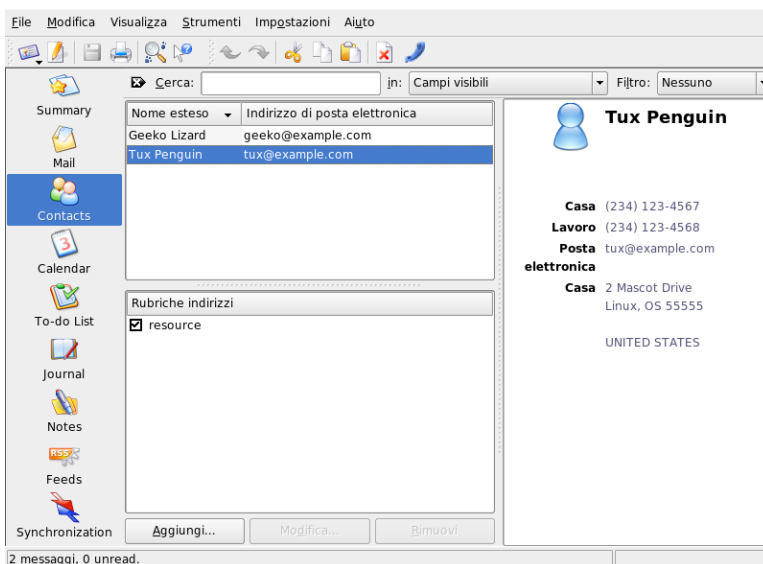 File Modifica Visualizza Strumenti Impostazioni Aiuto
Cerca: in: Campi visibili Filtro: Nessuno
Summary
Mail
Contacts
3
Calendar
To-do List
Journal
Notes
RSS
Feeds
Synchronization
Nome esteso Indirizzo di posta elettronica
Geeko Lizard geeko@example.com
Tux Penguin tux@example.com
Rubriche indirizzi
resource
Aggiungi... Modifica... Rimuovi
Tux Penguin
Casa (234) 123-4567
Lavoro (234) 123-4568
Posta tux@example.com
elettronica
Casa 2 Mascot Drive
Linux, OS 55555
UNITED STATES
2 messaggi, 0 unread.